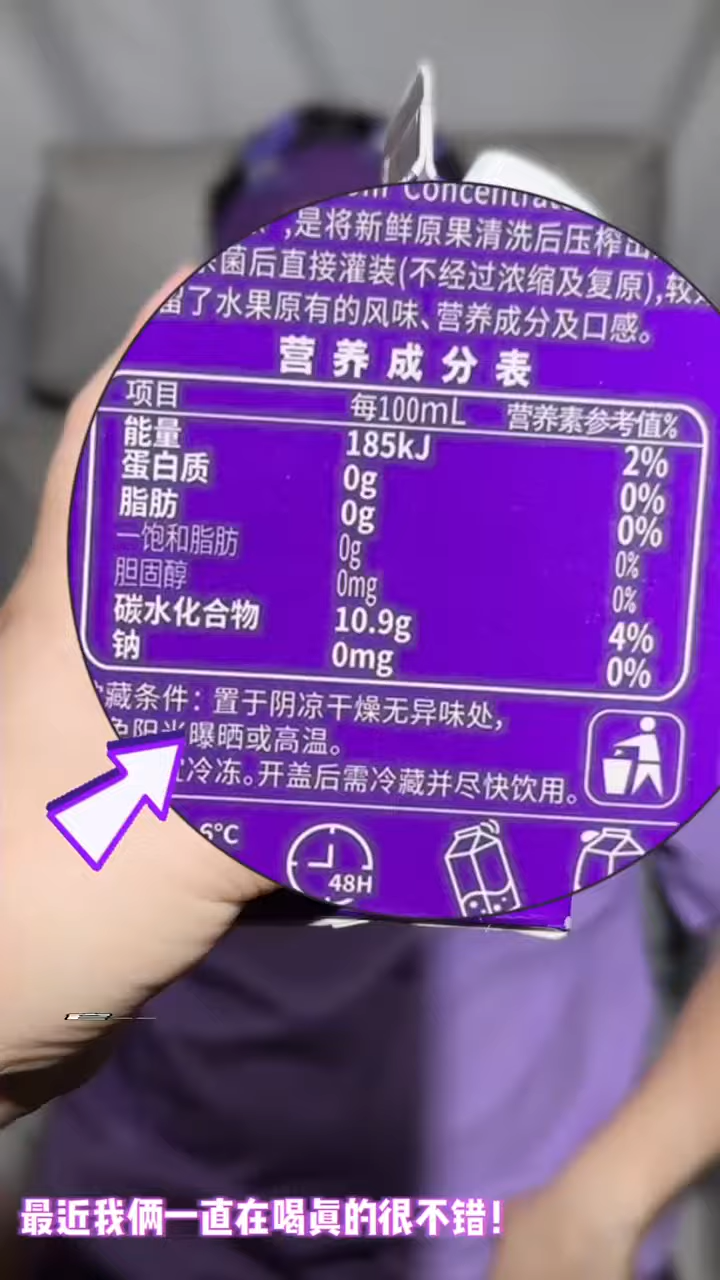 Concentrate
,是将新鲜原果清洗后压榨出
菌后直接灌装(不经过浓缩及复原),较
留了水果原有的风味、营养成分及口感。
营养成分表
项目 每100mL 营养素参考值%
能量 185kJ 2%
蛋白质 0g 0%
脂肪 0g 0%
一饱和脂肪 0g 0%
胆固醇 0mg 0%
碳水化合物 10.9g 4%
钠 0mg 0%
藏条件：置于阴凉干燥无异味处，
阳光曝晒或高温。
冷冻。开盖后需冷藏并尽快饮用。
6°C
48H
最近我俩一直在喝真的很不错!